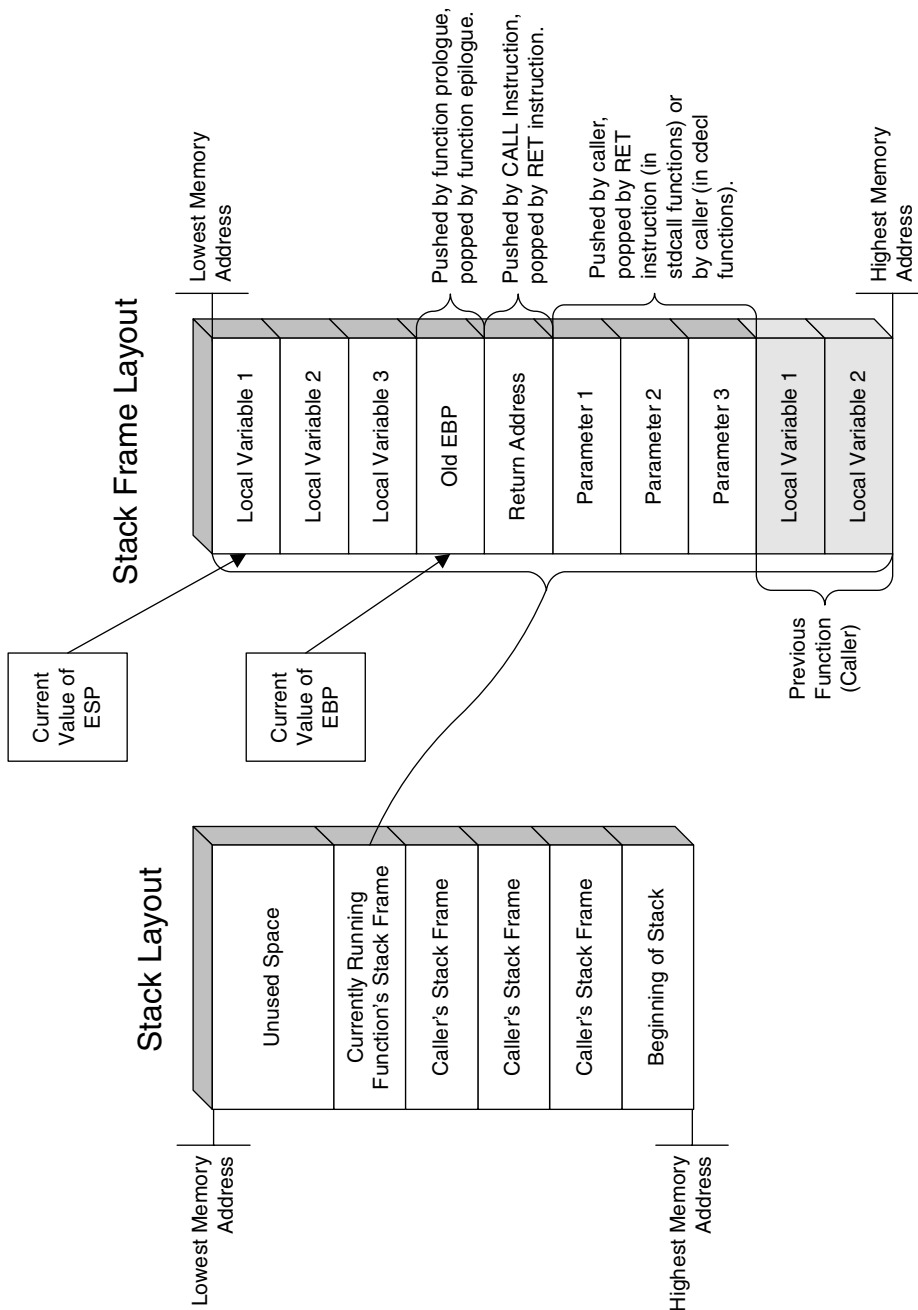 Stack Layout
Lowest Memory
Address
Unused Space
Currently Running
Function's Stack Frame
Caller's Stack Frame
Caller's Stack Frame
Caller's Stack Frame
Beginning of Stack
Highest Memory
Address
Stack Frame Layout
Current
Value of
ESP
Current
Value of
EBP
Lowest Memory
Address
Local Variable 1
Local Variable 2
Local Variable 3
Old EBP
Pushed by function prologue,
popped by function epilogue.
Return Address
Pushed by CALL Instruction,
popped by RET instruction.
Parameter 1
Parameter 2
Parameter 3
Pushed by caller,
popped by RET
instruction (in
stdcall functions) or
by caller (in cded
functions).
Previous
Function
(Caller)
Local Variable 1
Local Variable 2
Highest Memory
Address